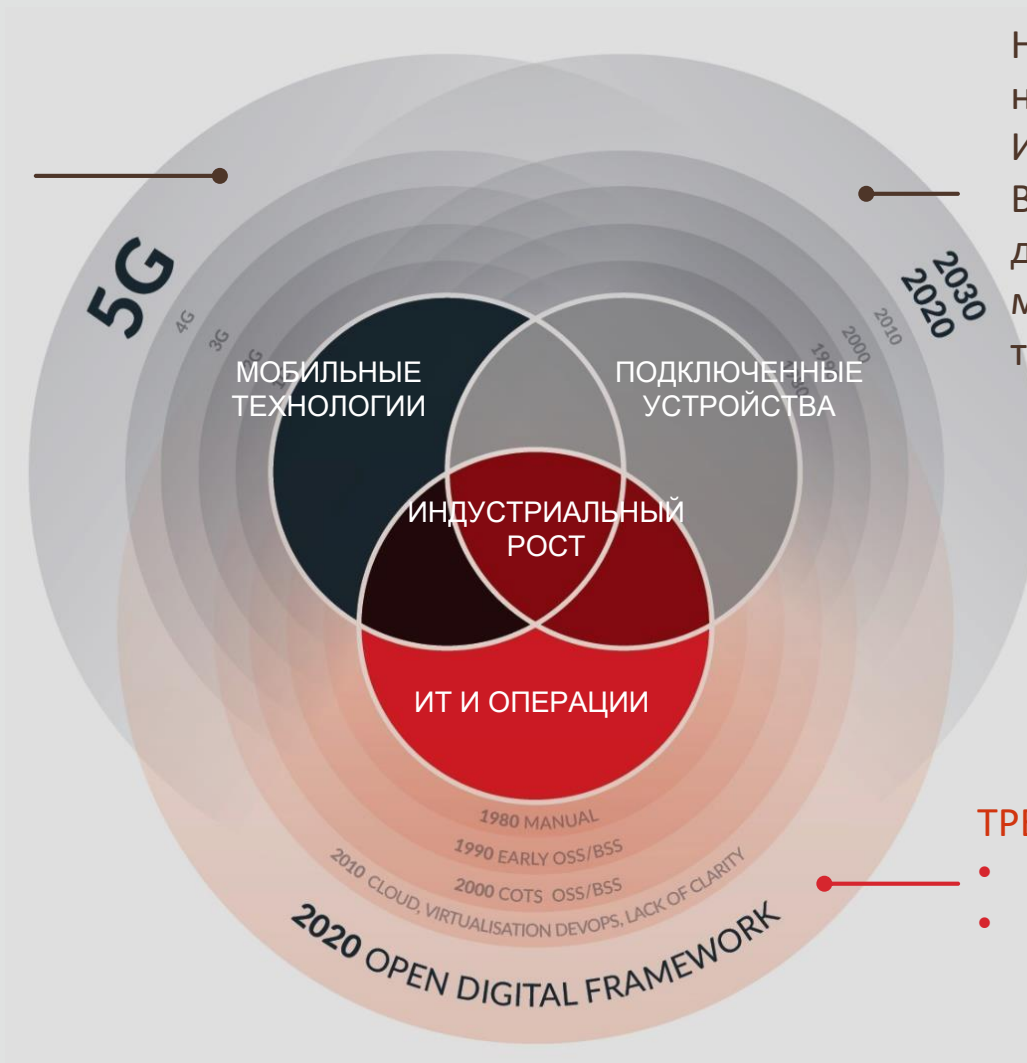 5G
4G
3G
2G
2030
2020
2010
2000
МОБИЛЬНЫЕ
ТЕХНОЛОГИИ
ПОДКЛЮЧЕННЫЕ
УСТРОЙСТВА
ИНДУСТРИАЛЬНЫЙ
РОСТ
ИТ И ОПЕРАЦИИ
1980 MANUAL
1990 EARLY OSS/BSS
2000 COTS OSS/BSS
2010 CLOUD, VIRTUALISATION DEVOPS, LACK OF CLARITY
2020 OPEN DIGITAL FRAMEWORK